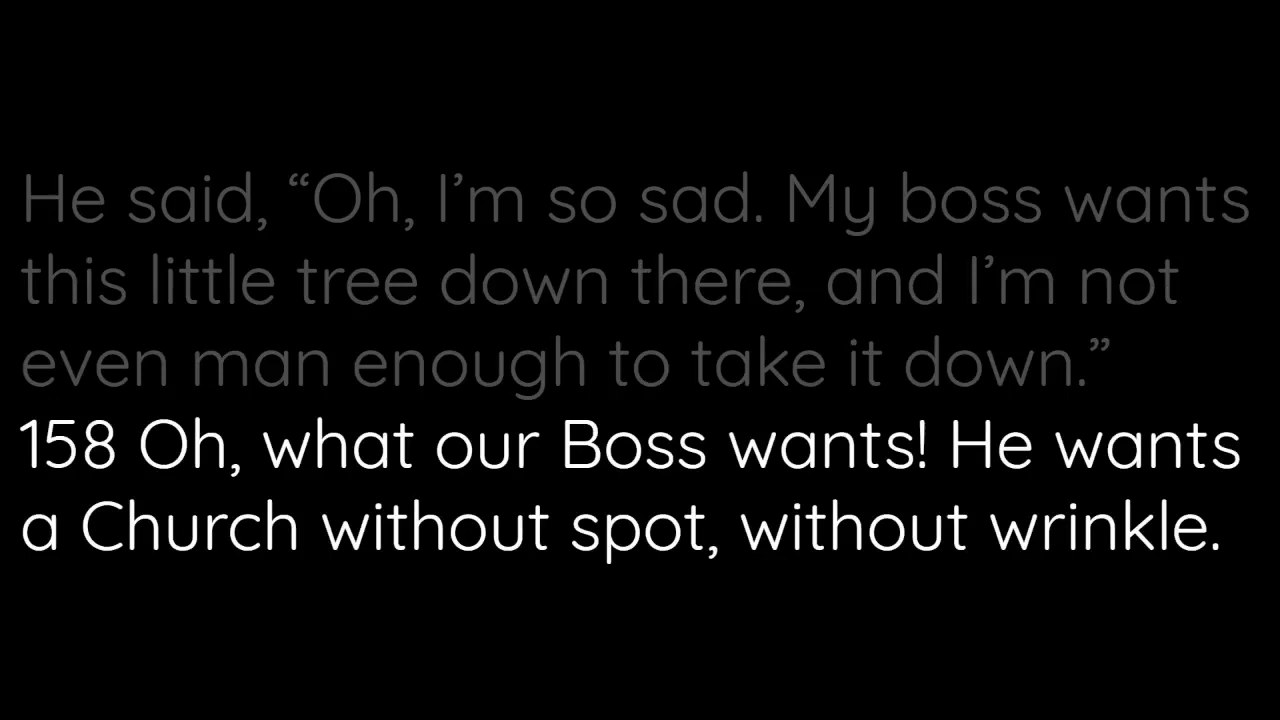 He said, “Oh, I’m so sad. My boss wants
this little tree down there, and I’m not
even man enough to take it down.”
158 Oh, what our Boss wants! He wants
a Church without spot, without wrinkle.